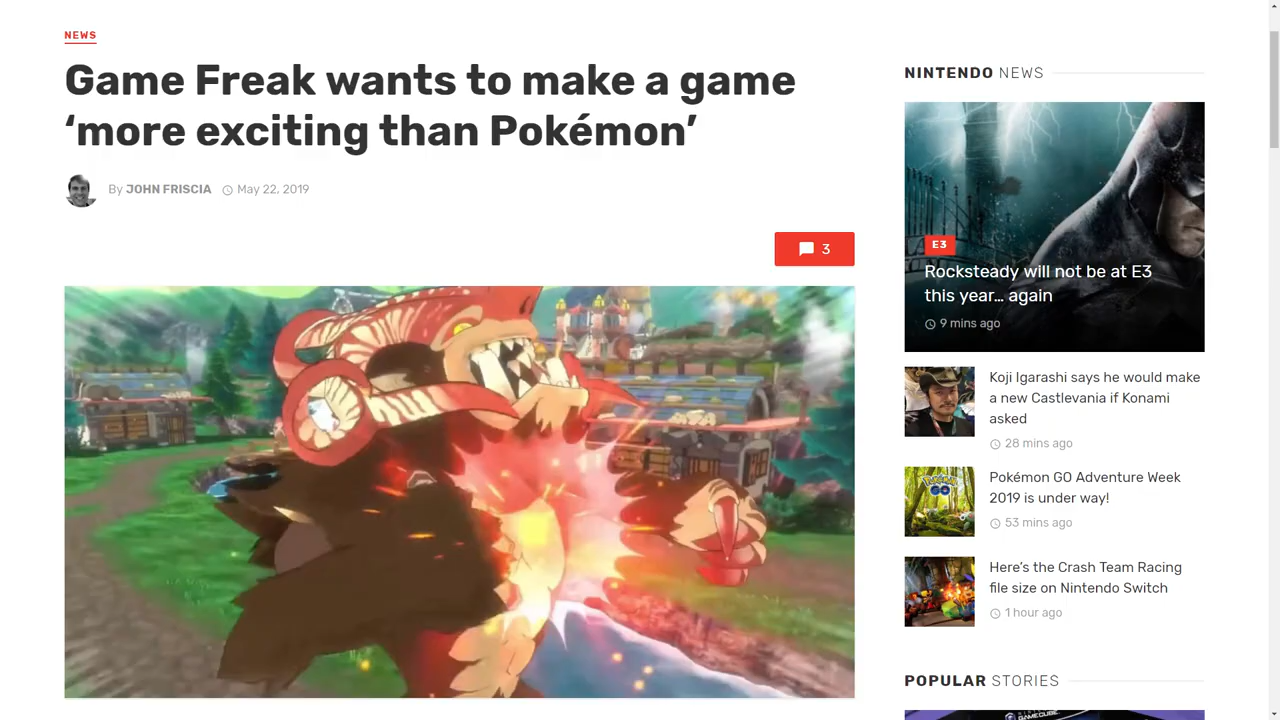 NEWS
Game Freak wants to make a game
‘more exciting than Pokémon’
By JOHN FRISCIA May 22, 2019
3
NINTENDO NEWS
E3
Rocksteady will not be at E3
this year… again
9 mins ago
Koji Igarashi says he would make
a new Castlevania if Konami
asked
28 mins ago
Pokémon GO Adventure Week
2019 is under way!
53 mins ago
Here’s the Crash Team Racing
file size on Nintendo Switch
1 hour ago
POPULAR STORIES
GAMECUBE